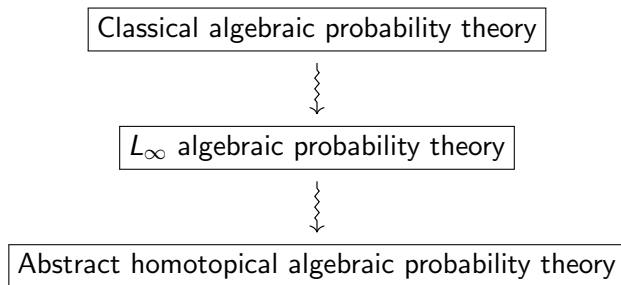 Classical algebraic probability theory
L∞ algebraic probability theory
Abstract homotopical algebraic probability theory